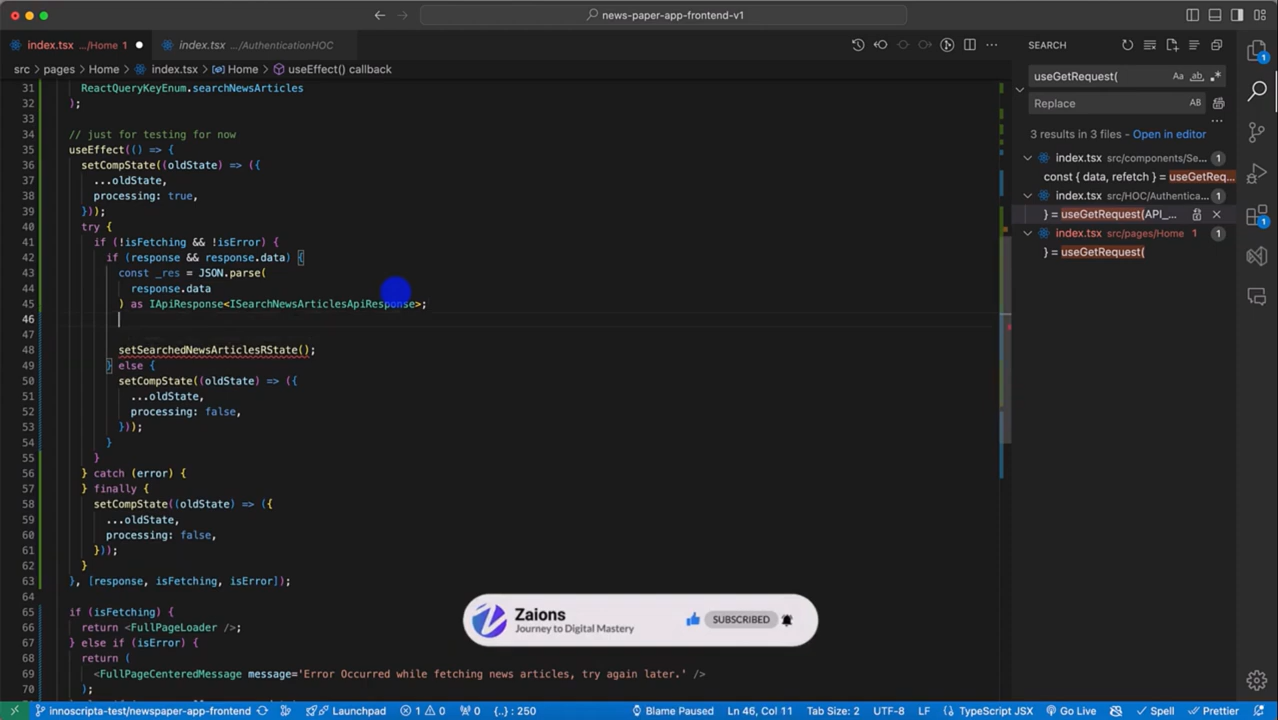 news-paper-app-frontend-v1
index.tsx .../Home 1
index.tsx .../AuthenticationHOC
src > pages > Home > index.tsx > Home > useEffect() callback
31 ReactQueryKeyEnum.searchNewsArticles
32 );
33
34 // just for testing for now
35 useEffect(() => {
36 setCompState((oldState) => ({
37 ...oldState,
38 processing: true,
39 }));
40 try {
41 if (!isFetching && !isError) {
42 if (response && response.data) {
43 const _res = JSON.parse(
44 response.data
45 ) as IApiResponse<ISearchNewsArticlesApiResponse>;
46
47
48 setSearchedNewsArticlesRState();
49 } else {
50 setCompState((oldState) => ({
51 ...oldState,
52 processing: false,
53 }));
54 }
55 }
56 } catch (error) {
57 } finally {
58 setCompState((oldState) => ({
59 ...oldState,
60 processing: false,
61 }));
62 }
63 }, [response, isFetching, isError]);
64
65 if (isFetching) {
66 return <FullPageLoader />;
67 } else if (isError) {
68 return (
69 <FullPageCenteredMessage message='Error Occurred while fetching news articles, try again later.' />
70 );
SEARCH
useGetRequest(
Aa ab .*
Replace
AB
3 results in 3 files - Open in editor
index.tsx src/components/Se... 1
const { data, refetch } = useGetReq...
index.tsx src/HOC/Authentica... 1
} = useGetRequest(API_...
index.tsx src/pages/Home 1 1
} = useGetRequest(
1
1
Zaions
Journey to Digital Mastery
SUBSCRIBED
innoscripta-test/newspaper-app-frontend Launchpad 1 0 0 {..} : 250 Blame Paused Ln 46, Col 11 Tab Size: 2 UTF-8 LF {} TypeScript JSX Go Live Spell Prettier